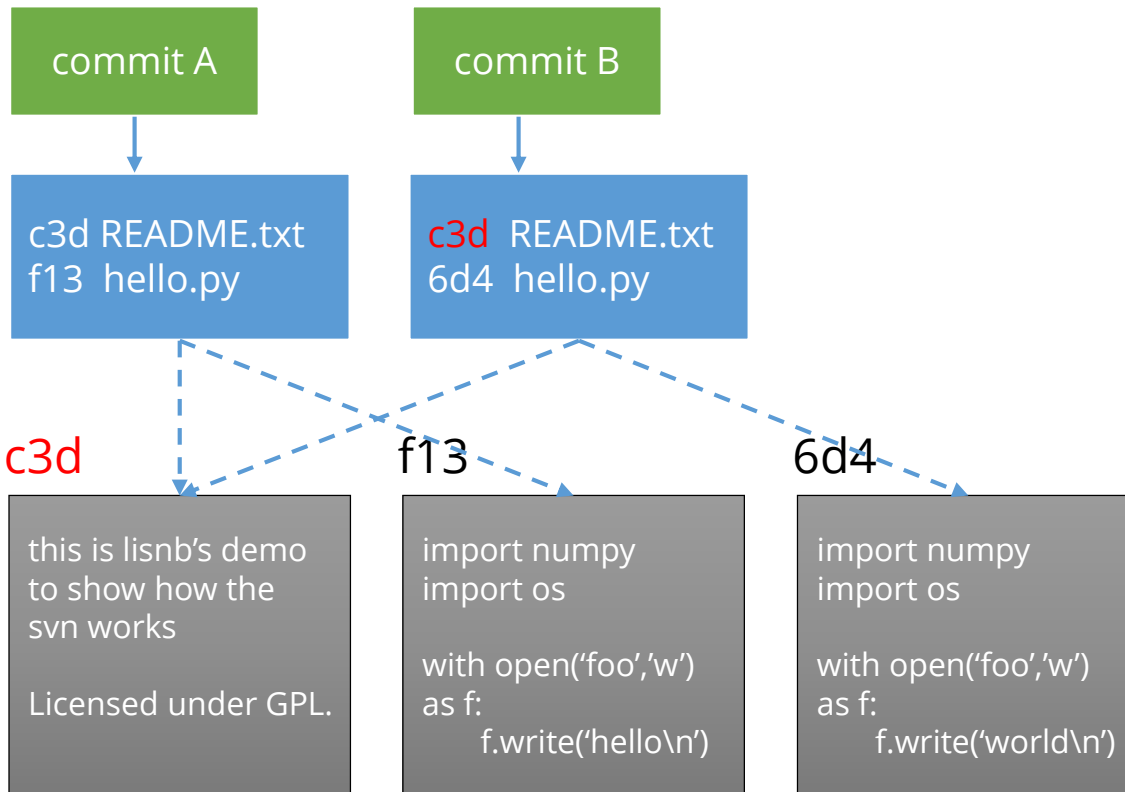 commit A
commit B
c3d README.txt
f13 hello.py
c3d README.txt
6d4 hello.py
c3d
f13
6d4
this is lisnb’s demo
to show how the
svn works
Licensed under GPL.
import numpy
import os
with open(‘foo’,’w’)
as f:
f.write(‘hello\n’)
import numpy
import os
with open(‘foo’,’w’)
as f:
f.write(‘world\n’)